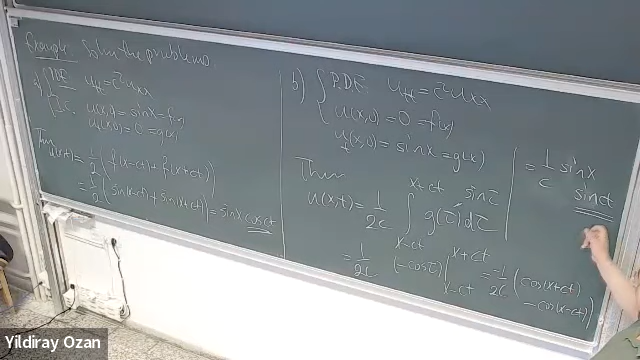 Example: Solve the problems.
a) { PDE u_tt = c²u_xx
I.C. u(x,0) = sin x = f(x)
u_t(x,0) = 0 = g(x)
Then u(x,t) = 1/2 (f(x-ct) + f(x+ct))
= 1/2 (sin(x-ct) + sin(x+ct)) = sin x cos ct
b) { P.D.E. u_tt = c²u_xx
u(x,0) = 0 = f(x)
u_t(x,0) = sin x = g(x)
Then
u(x,t) = 1/2c ∫_{x-ct}^{x+ct} g(τ) dτ
sin τ
= 1/2c (-cos τ) |_{x-ct}^{x+ct} = -1/2c (cos(x+ct)
- cos(x-ct))
= 1/c sin x
sin ct
Yildiray Ozan